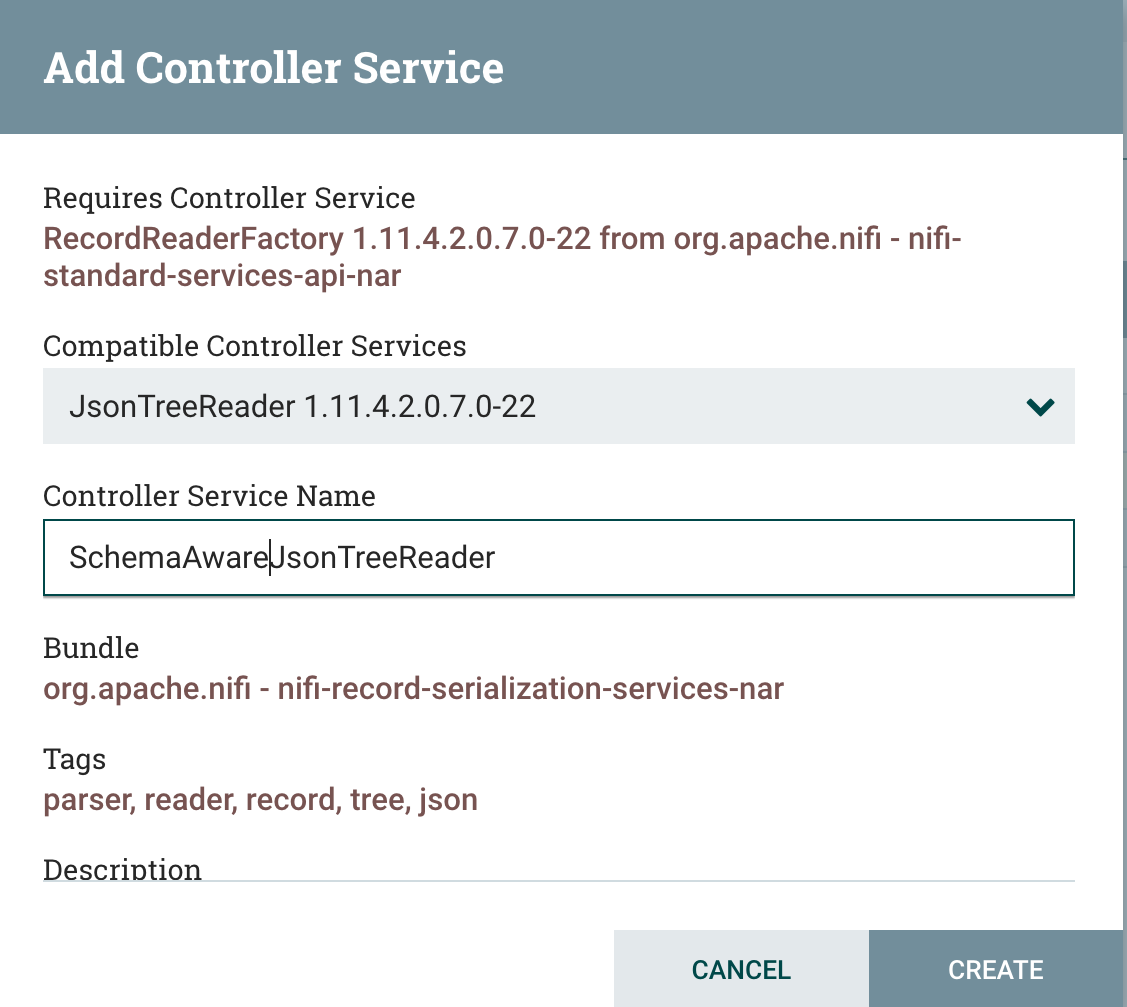 Add Controller Service
Requires Controller Service
RecordReaderFactory 1.11.4.2.0.7.0-22 from org.apache.nifi - nifi-
standard-services-api-nar
Compatible Controller Services
JsonTreeReader 1.11.4.2.0.7.0-22
Controller Service Name
SchemaAwareJsonTreeReader
Bundle
org.apache.nifi - nifi-record-serialization-services-nar
Tags
parser, reader, record, tree, json
Description
CANCEL
CREATE